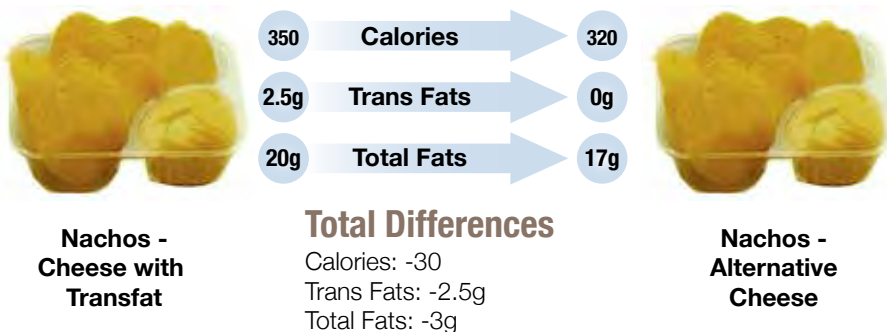 350 Calories 320
2.5g Trans Fats 0g
20g Total Fats 17g
Nachos -
Cheese with
Transfat
Total Differences
Calories: -30
Trans Fats: -2.5g
Total Fats: -3g
Nachos -
Alternative
Cheese